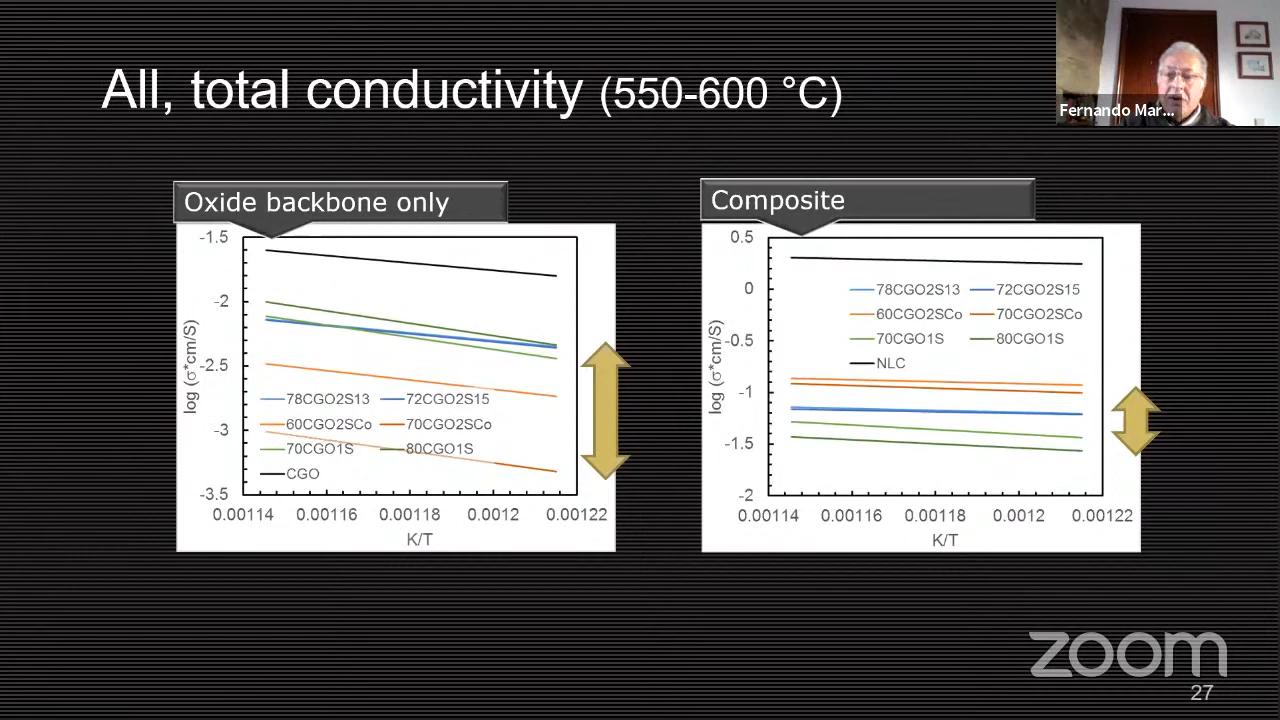 All, total conductivity (550-600 °C)
Fernando Mar...
Oxide backbone only
-1.5
-2
-2.5
-3
-3.5
log (σ*cm/S)
78CGO2S13 72CGO2S15
60CGO2SCo 70CGO2SCo
70CGO1S 80CGO1S
CGO
0.00114 0.00116 0.00118 0.0012 0.00122
K/T
Composite
0.5
0
-0.5
-1
-1.5
-2
log (σ*cm/S)
78CGO2S13 72CGO2S15
60CGO2SCo 70CGO2SCo
70CGO1S 80CGO1S
NLC
0.00114 0.00116 0.00118 0.0012 0.00122
K/T
zoom
27